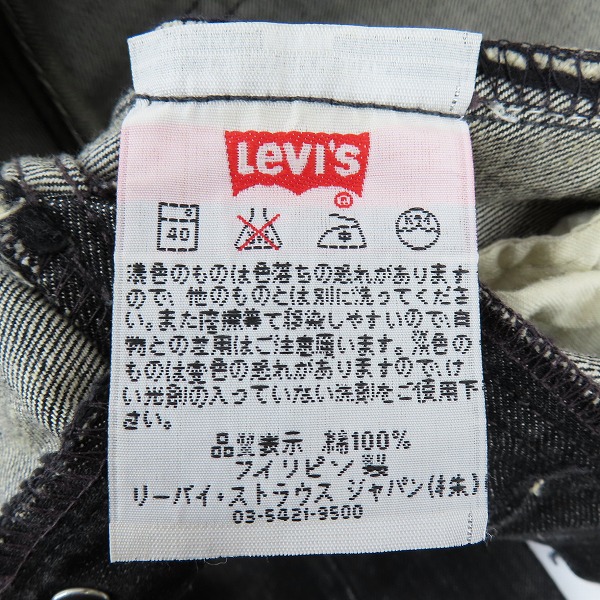 Levi's
®
40 中 ドライ
濃色のものは色落ちの恐れがありますので、他のものとは別に洗ってくださ
い。また摩擦等で移染しやすいので、白
物との着用はご注意願います。淡色の
ものは変色の恐れがありますのでけ
い光剤の入っていない洗剤をご使用下
さい。
品質表示 綿100%
フィリピン製
リーバイ・ストラウス ジャパン(株)
03-5421-9500